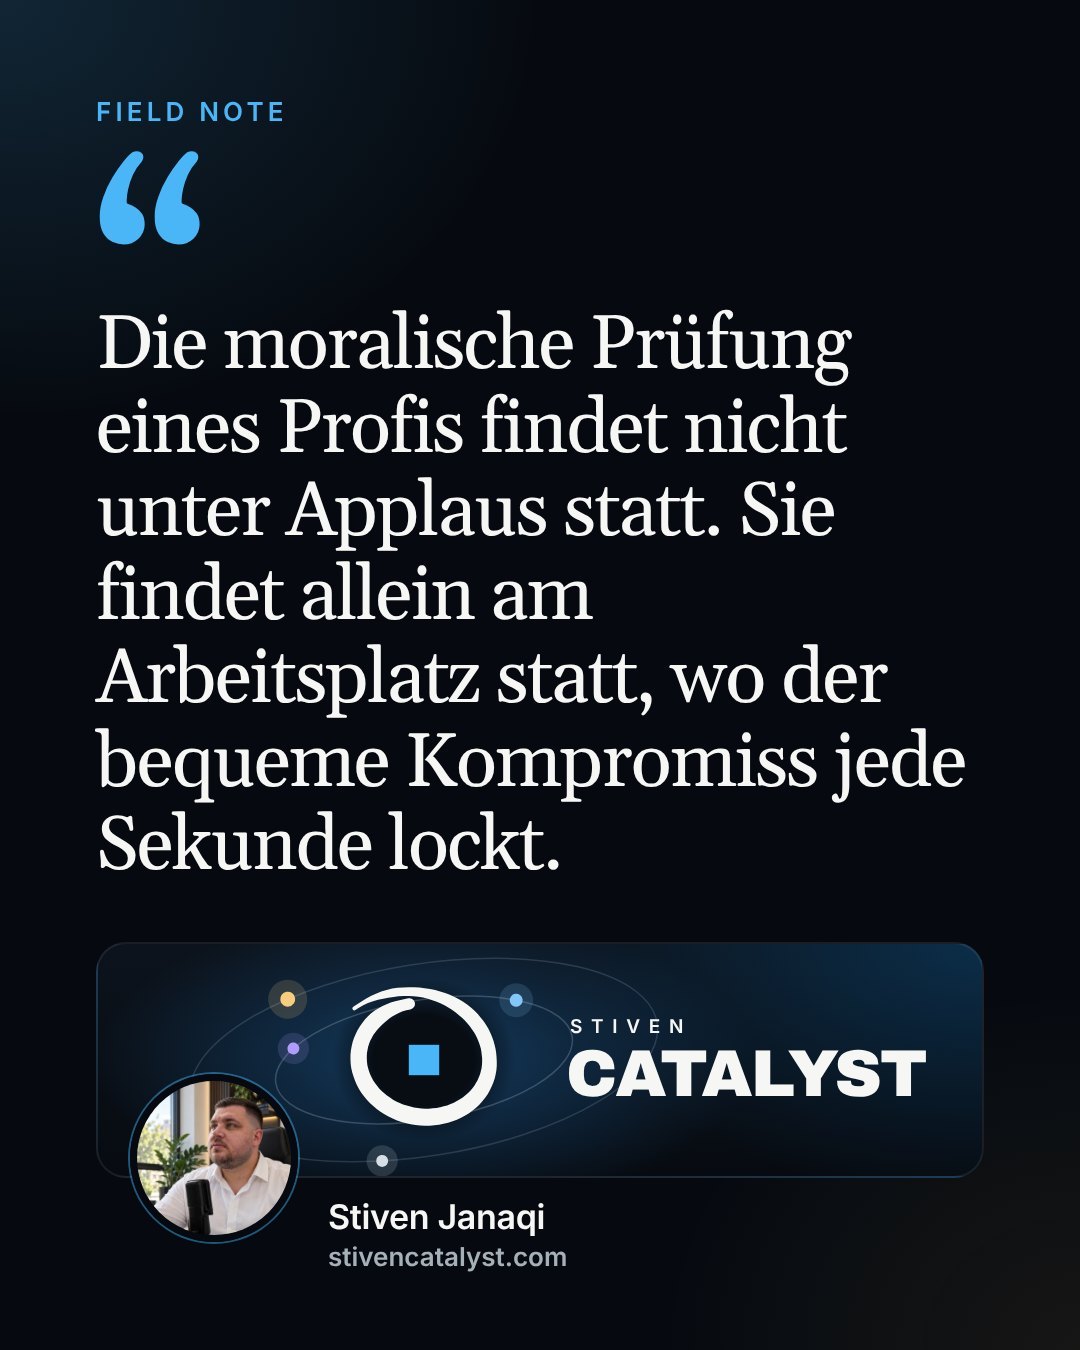 FIELD NOTE
“
Die moralische Prüfung
eines Profis findet nicht
unter Applaus statt. Sie
findet allein am
Arbeitsplatz statt, wo der
bequeme Kompromiss jede
Sekunde lockt.
STIVEN
CATALYST
Stiven Janaqi
stivencatalyst.com